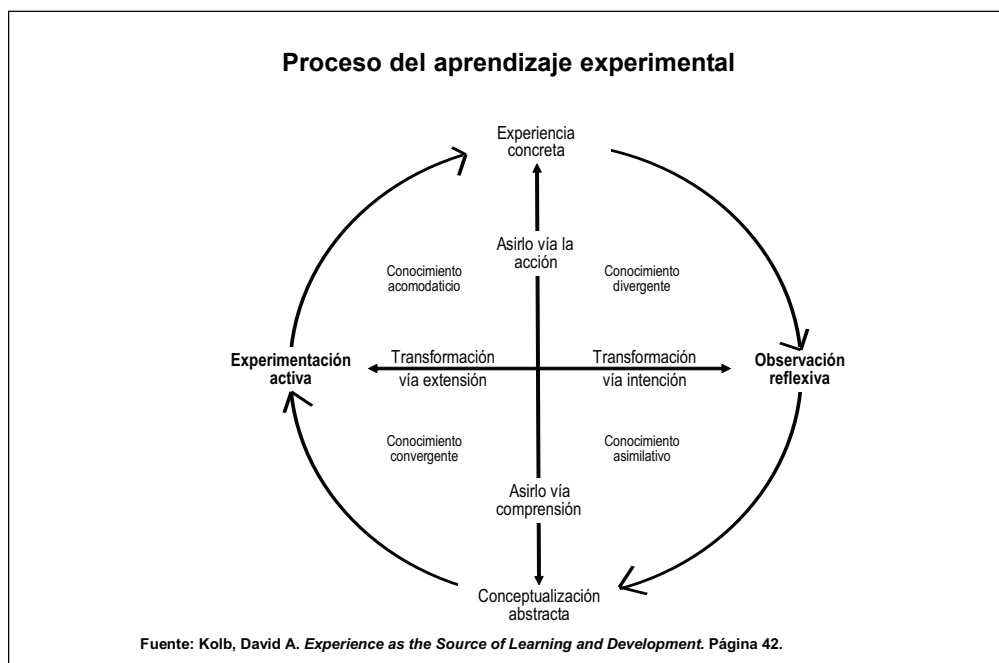 Proceso del aprendizaje experimental
Experiencia
concreta
Asirlo vía la
acción
Conocimiento
acomodaticio
Conocimiento
divergente
Experimentación
activa
Transformación
vía extensión
Transformación
vía intención
Observación
reflexiva
Conocimiento
convergente
Conocimiento
asimilativo
Asirlo vía
comprensión
Conceptualización
abstracta
Fuente: Kolb, David A. Experience as the Source of Learning and Development. Página 42.